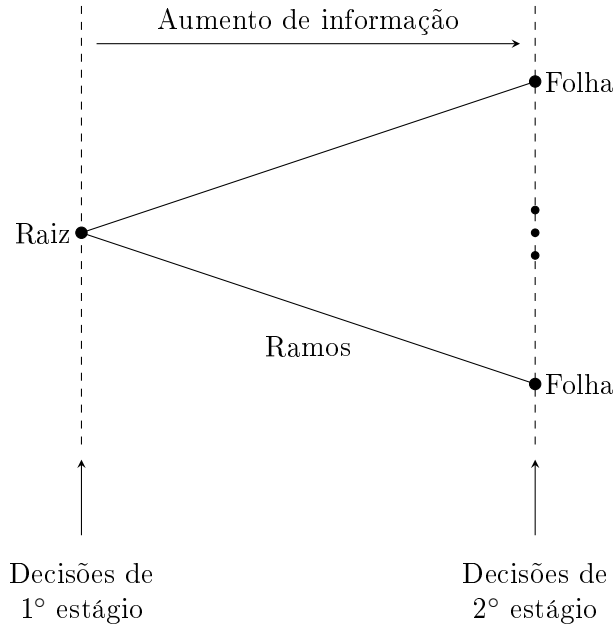 Aumento de informação
Folha
Raiz
Ramos
Folha
Decisões de
1° estágio
Decisões de
2° estágio